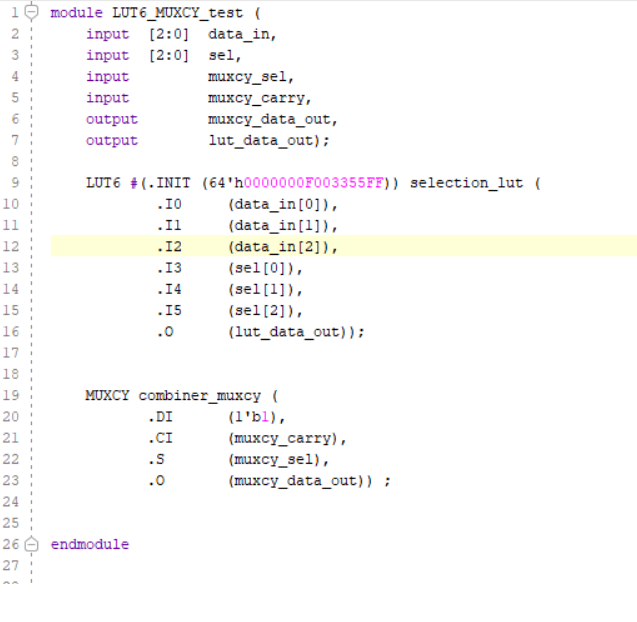 1 module LUT6_MUXCY_test (
2 input [2:0] data_in,
3 input [2:0] sel,
4 input muxcy_sel,
5 input muxcy_carry,
6 output muxcy_data_out,
7 output lut_data_out);
8
9 LUT6 #(.INIT (64'h0000000F003355FF)) selection_lut (
10 .I0 (data_in[0]),
11 .I1 (data_in[1]),
12 .I2 (data_in[2]),
13 .I3 (sel[0]),
14 .I4 (sel[1]),
15 .I5 (sel[2]),
16 .O (lut_data_out));
17
18
19 MUXCY combiner_muxcy (
20 .DI (1'b1),
21 .CI (muxcy_carry),
22 .S (muxcy_sel),
23 .O (muxcy_data_out)) ;
24
25
26 endmodule
27